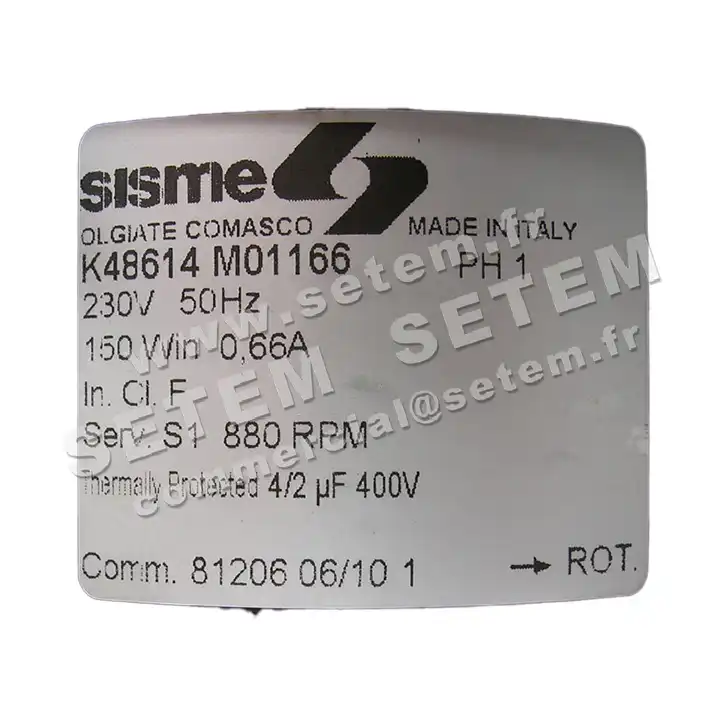 sisme
OLGIATE COMASCO MADE IN ITALY
K48614 M01166 PH 1
230V 50Hz
150 Win 0,66A
In. Cl. F
Serv. S1 880 RPM
Thermally Protected 4/2 µF 400V
Comm. 81206 06/10 1 → ROT.
www.setem.fr
SETEM SETEM
commercial@setem.fr